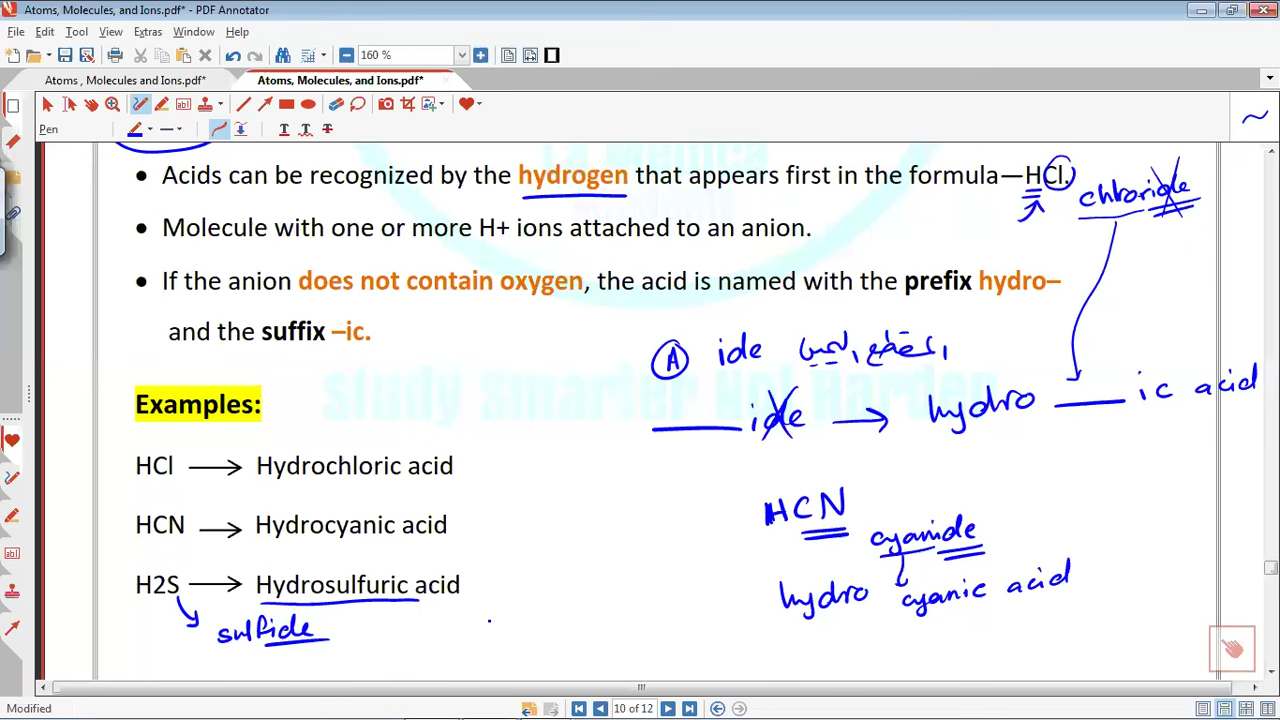 Atoms, Molecules, and Ions.pdf* - PDF Annotator
File Edit Tool View Extras Window Help
160 %
Atoms , Molecules and Ions.pdf* Atoms, Molecules, and Ions.pdf*
Pen
• Acids can be recognized by the hydrogen that appears first in the formula—HCl.
chloride
• Molecule with one or more H+ ions attached to an anion.
• If the anion does not contain oxygen, the acid is named with the prefix hydro–
and the suffix –ic.
A ide
ide → hydro ic acid
Study smarter Not Harder
Examples:
HCl → Hydrochloric acid
HCN → Hydrocyanic acid
HCN
cyanide
hydro cyanic acid
H2S → Hydrosulfuric acid
sulfide
Modified 10 of 12